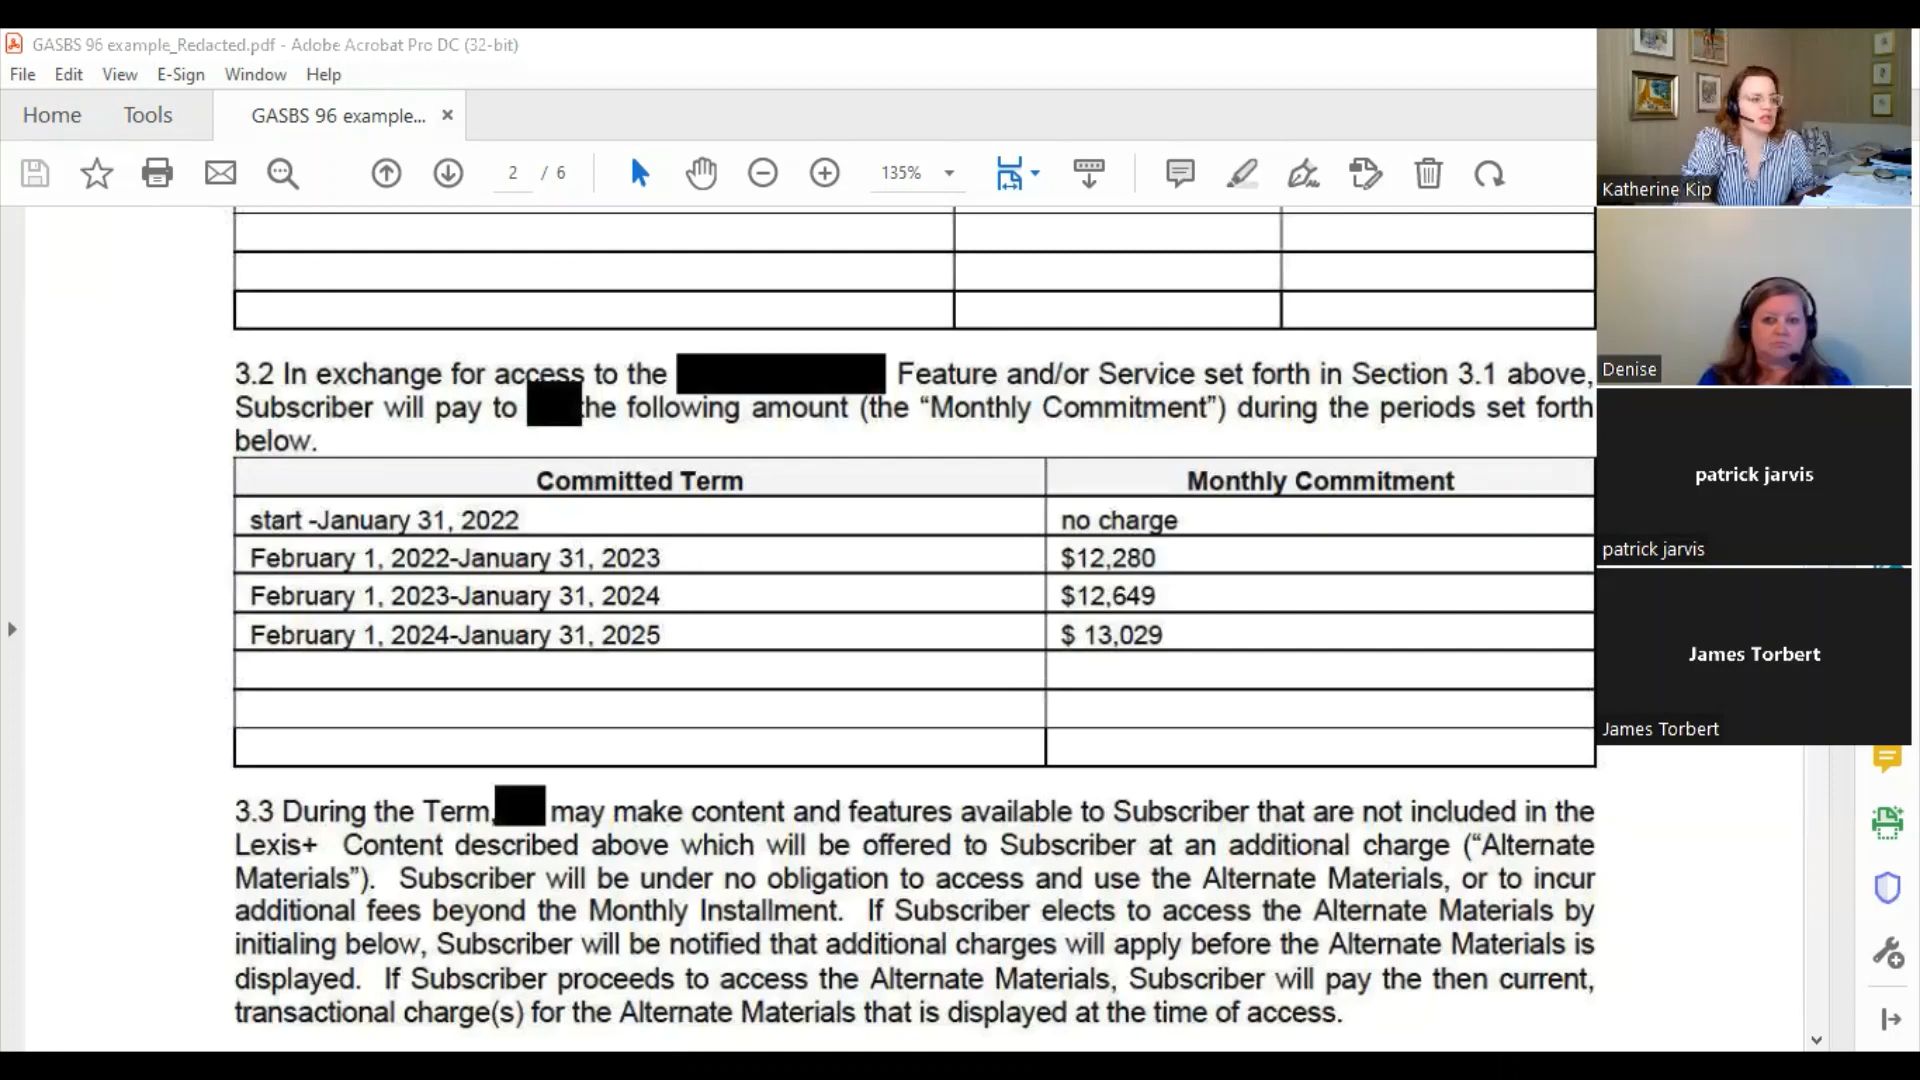 GASBS 96 example_Redacted.pdf - Adobe Acrobat Pro DC (32-bit)
File Edit View E-Sign Window Help
Home Tools GASBS 96 example... ×
2 / 6 135%
3.2 In exchange for access to the Feature and/or Service set forth in Section 3.1 above,
Subscriber will pay to the following amount (the “Monthly Commitment”) during the periods set forth
below.
Committed Term Monthly Commitment
start -January 31, 2022 no charge
February 1, 2022-January 31, 2023 $12,280
February 1, 2023-January 31, 2024 $12,649
February 1, 2024-January 31, 2025 $ 13,029
3.3 During the Term, may make content and features available to Subscriber that are not included in the
Lexis+ Content described above which will be offered to Subscriber at an additional charge (“Alternate
Materials”). Subscriber will be under no obligation to access and use the Alternate Materials, or to incur
additional fees beyond the Monthly Installment. If Subscriber elects to access the Alternate Materials by
initialing below, Subscriber will be notified that additional charges will apply before the Alternate Materials is
displayed. If Subscriber proceeds to access the Alternate Materials, Subscriber will pay the then current,
transactional charge(s) for the Alternate Materials that is displayed at the time of access.
Katherine Kip
Denise
patrick jarvis
patrick jarvis
James Torbert
James Torbert